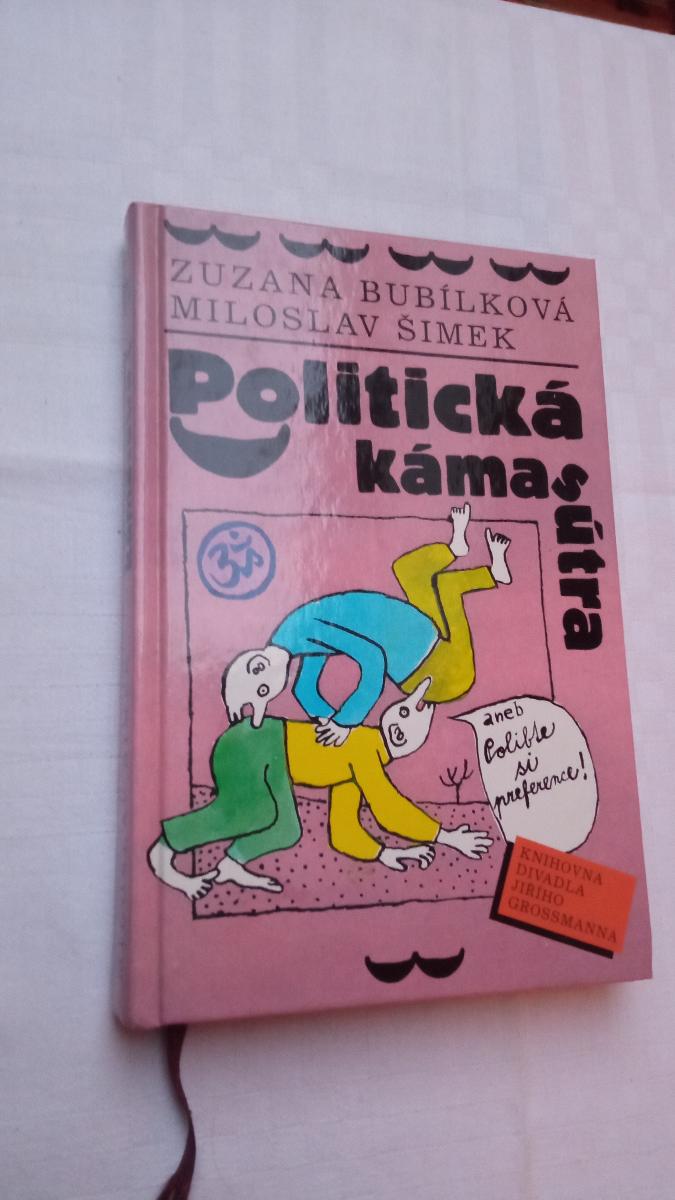 ZUZANA BUBÍLKOVÁ
MILOSLAV ŠIMEK
Politická
kámasútra
ॐ
aneb
Polibte
si
preference!
KNIHOVNA
DIVADLA
JIŘÍHO
GROSSMANNA